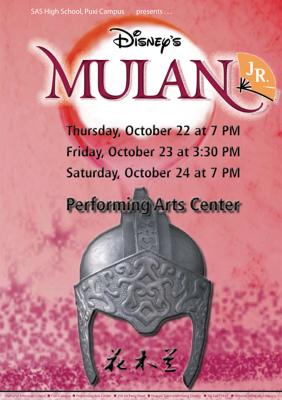 SAS High School, Puxi Campus presents . . .
Disney's
MULAN JR.
Thursday, October 22 at 7 PM
Friday, October 23 at 3:30 PM
Saturday, October 24 at 7 PM
Performing Arts Center
花木兰